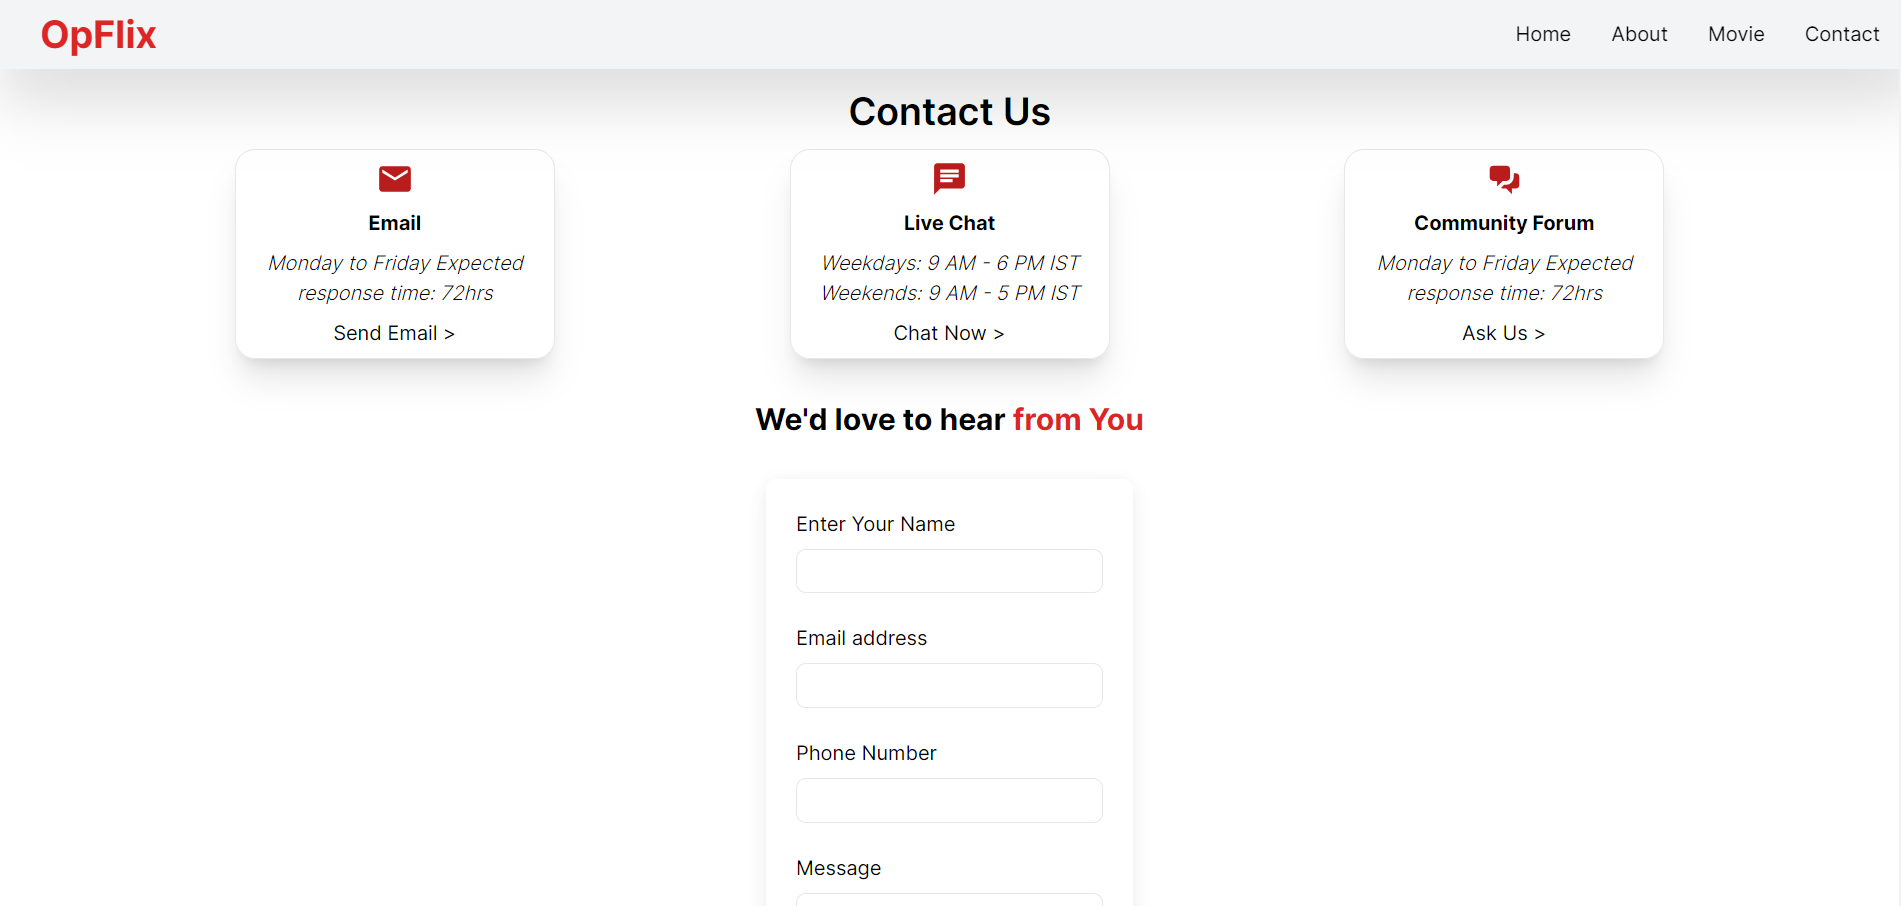 OpFlix
Home About Movie Contact
Contact Us
Email
Monday to Friday Expected
response time: 72hrs
Send Email >
Live Chat
Weekdays: 9 AM - 6 PM IST
Weekends: 9 AM - 5 PM IST
Chat Now >
Community Forum
Monday to Friday Expected
response time: 72hrs
Ask Us >
We'd love to hear from You
Enter Your Name
Email address
Phone Number
Message